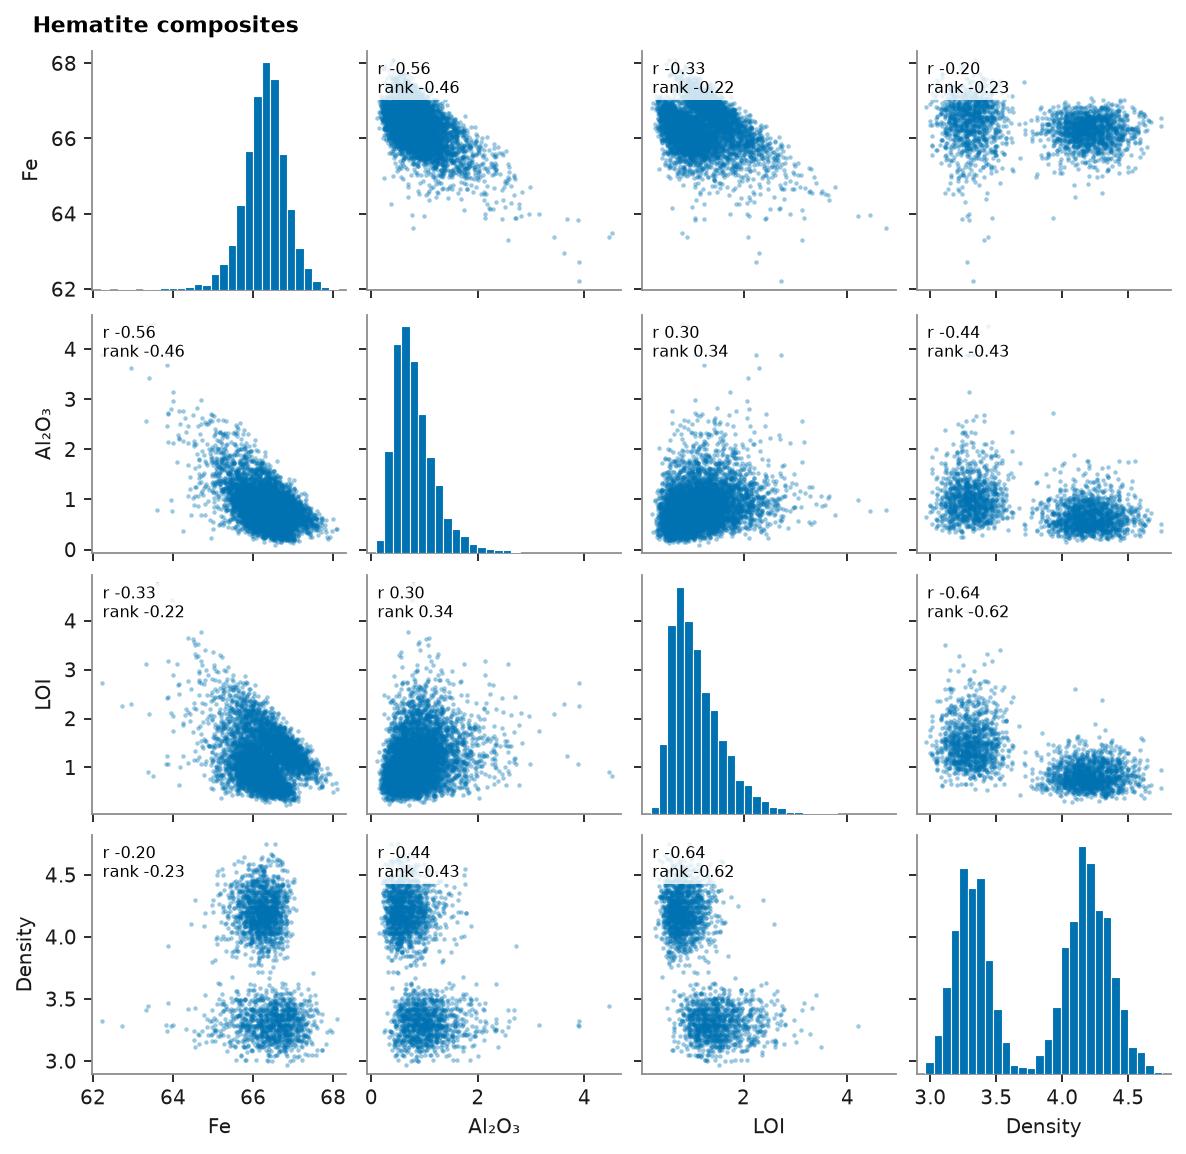 Hematite composites
68
66
64
62
Fe
r -0.56
rank -0.46
r -0.33
rank -0.22
r -0.20
rank -0.23
4
3
2
1
0
Al₂O₃
r -0.56
rank -0.46
r 0.30
rank 0.34
r -0.44
rank -0.43
4
3
2
1
LOI
r -0.33
rank -0.22
r 0.30
rank 0.34
r -0.64
rank -0.62
4.5
4.0
3.5
3.0
Density
r -0.20
rank -0.23
r -0.44
rank -0.43
r -0.64
rank -0.62
62 64 66 68
0 2 4
2 4
3.0 3.5 4.0 4.5
Fe
Al₂O₃
LOI
Density